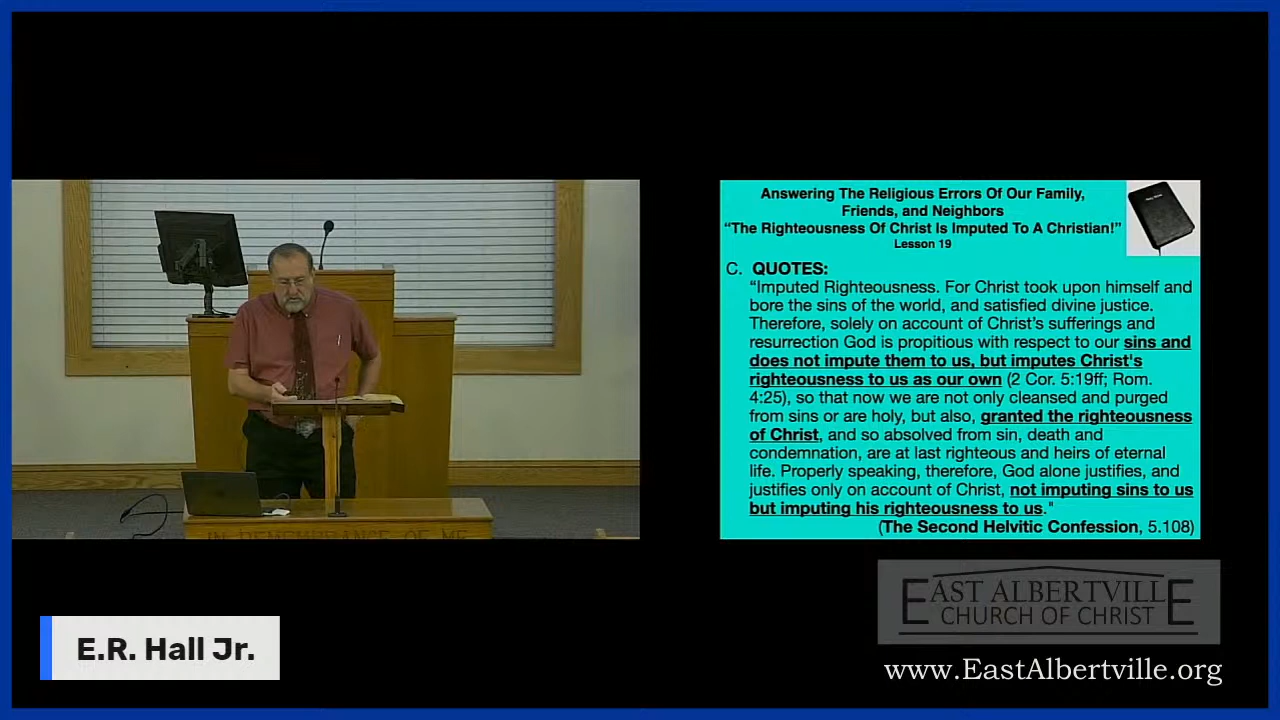 Answering The Religious Errors Of Our Family,
Friends, and Neighbors
“The Righteousness Of Christ Is Imputed To A Christian!”
Lesson 19
C. QUOTES:
“Imputed Righteousness. For Christ took upon himself and
bore the sins of the world, and satisfied divine justice.
Therefore, solely on account of Christ’s sufferings and
resurrection God is propitious with respect to our sins and
does not impute them to us, but imputes Christ's
righteousness to us as our own (2 Cor. 5:19ff; Rom.
4:25), so that now we are not only cleansed and purged
from sins or are holy, but also, granted the righteousness
of Christ, and so absolved from sin, death and
condemnation, are at last righteous and heirs of eternal
life. Properly speaking, therefore, God alone justifies, and
justifies only on account of Christ, not imputing sins to us
but imputing his righteousness to us."
(The Second Helvitic Confession, 5.108)
IN REMEMBRANCE OF ME
EAST ALBERTVILLE
CHURCH OF CHRIST
E.R. Hall Jr.
www.EastAlbertville.org